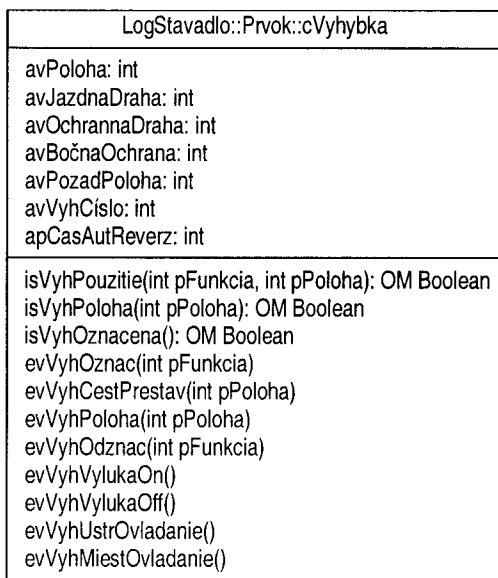 LogStavadlo::Prvok::cVyhybka
avPoloha: int
avJazdnaDraha: int
avOchrannaDraha: int
avBočnaOchrana: int
avPozadPoloha: int
avVyhCíslo: int
apCasAutReverz: int
isVyhPouzitie(int pFunkcia, int pPoloha): OM Boolean
isVyhPoloha(int pPoloha): OM Boolean
isVyhOznacena(): OM Boolean
evVyhOznac(int pFunkcia)
evVyhCestPrestav(int pPoloha)
evVyhPoloha(int pPoloha)
evVyhOdznac(int pFunkcia)
evVyhVylukaOn()
evVyhVylukaOff()
evVyhUstrOvladanie()
evVyhMiestOvladanie()